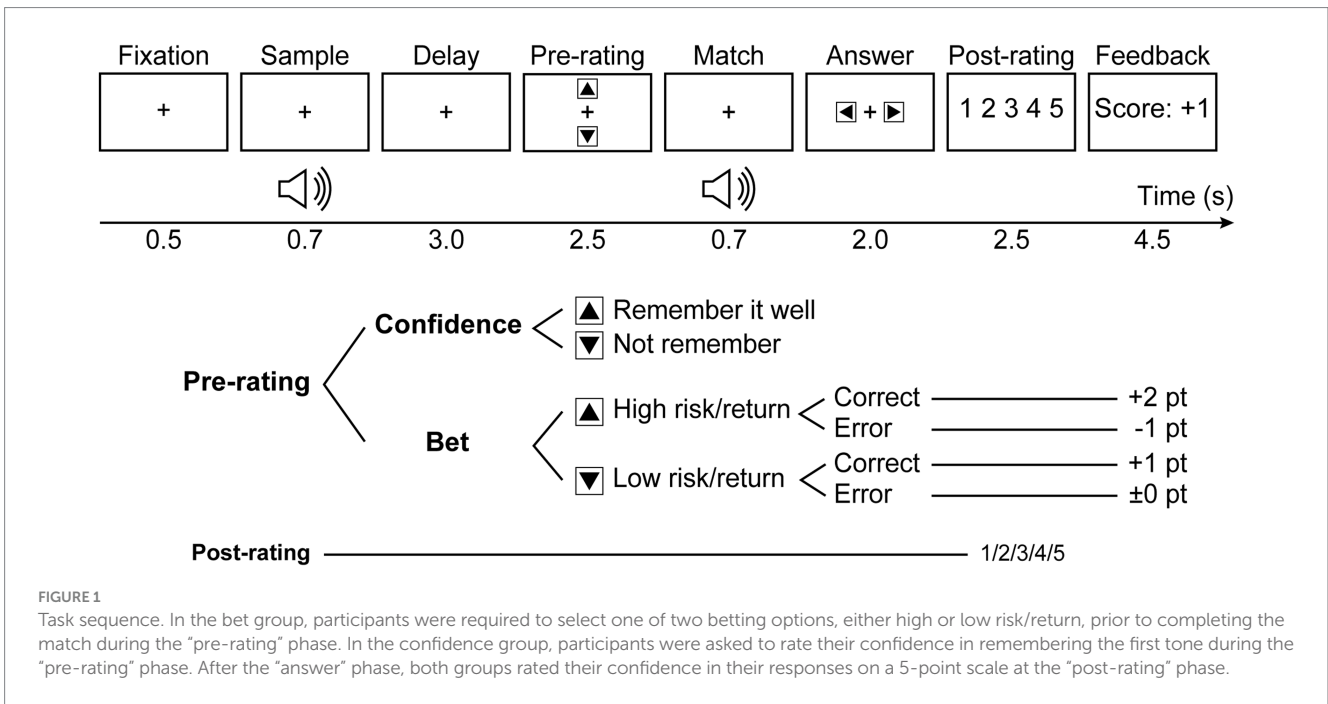 Fixation Sample Delay Pre-rating Match Answer Post-rating Feedback
+ + + + + + 1 2 3 4 5 Score: +1
Time (s)
0.5 0.7 3.0 2.5 0.7 2.0 2.5 4.5
Pre-rating
Confidence
Remember it well
Not remember
Bet
High risk/return
Correct +2 pt
Error -1 pt
Low risk/return
Correct +1 pt
Error ±0 pt
Post-rating 1/2/3/4/5
FIGURE 1
Task sequence. In the bet group, participants were required to select one of two betting options, either high or low risk/return, prior to completing the
match during the “pre-rating” phase. In the confidence group, participants were asked to rate their confidence in remembering the first tone during the
“pre-rating” phase. After the “answer” phase, both groups rated their confidence in their responses on a 5-point scale at the “post-rating” phase.